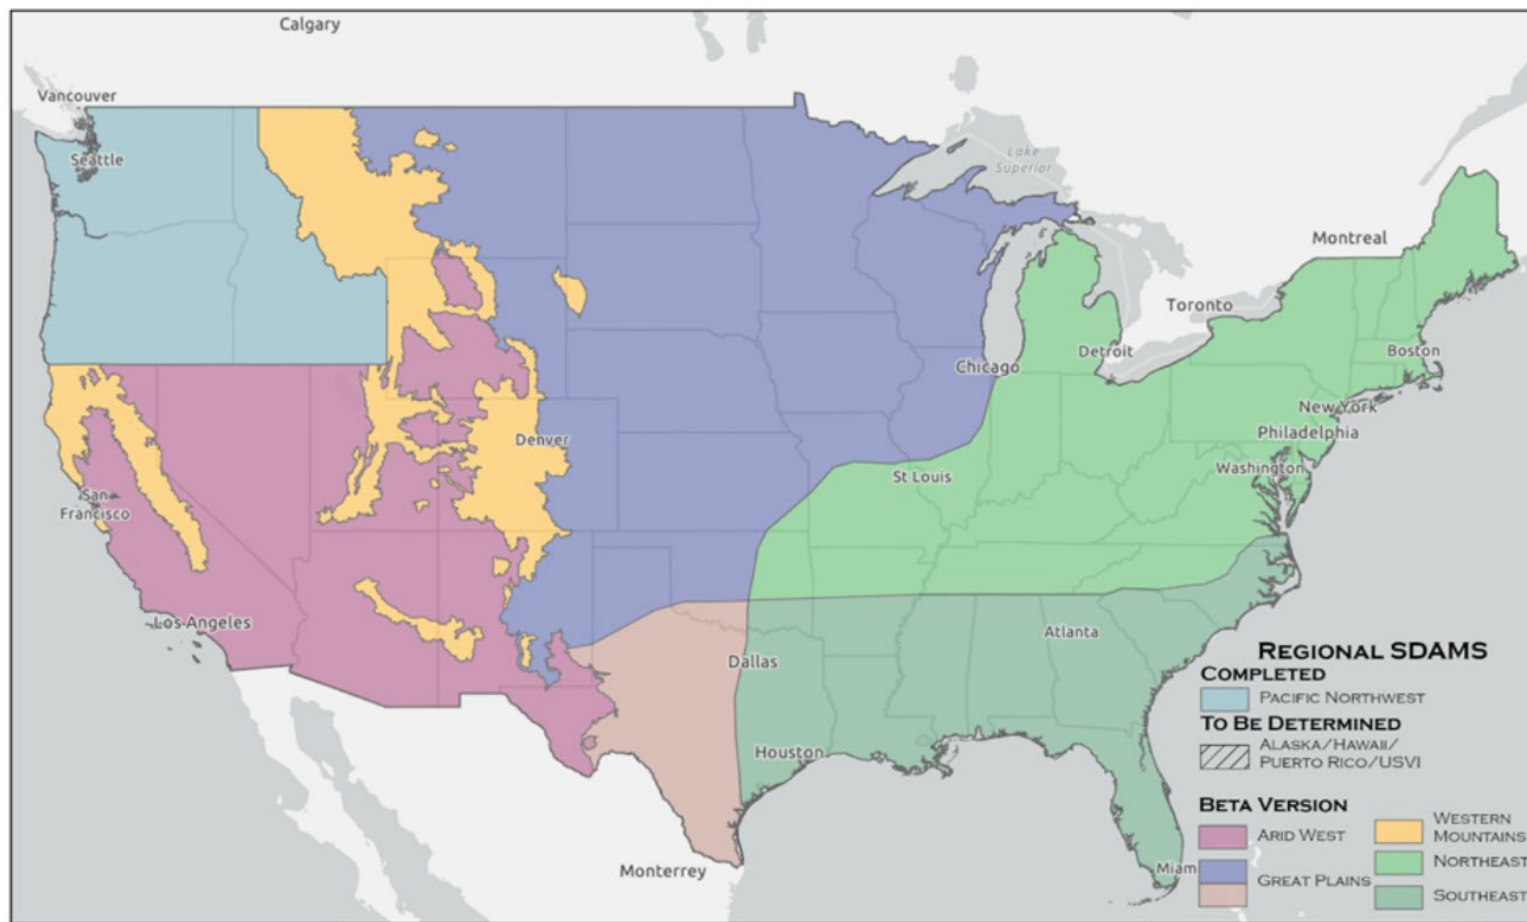 Calgary
Vancouver
Seattle
Lake
Superior
Montreal
Toronto
Boston
Detroit
Chicago
New York
Philadelphia
Denver
Washington
St Louis
San
Francisco
Los Angeles
Atlanta
Dallas
Houston
Monterrey
Miam
REGIONAL SDAMS
COMPLETED
PACIFIC NORTHWEST
TO BE DETERMINED
ALASKA/HAWAII/
PUERTO RICO/USVI
BETA VERSION
ARID WEST
GREAT PLAINS
WESTERN
MOUNTAINS
NORTHEAST
SOUTHEAST